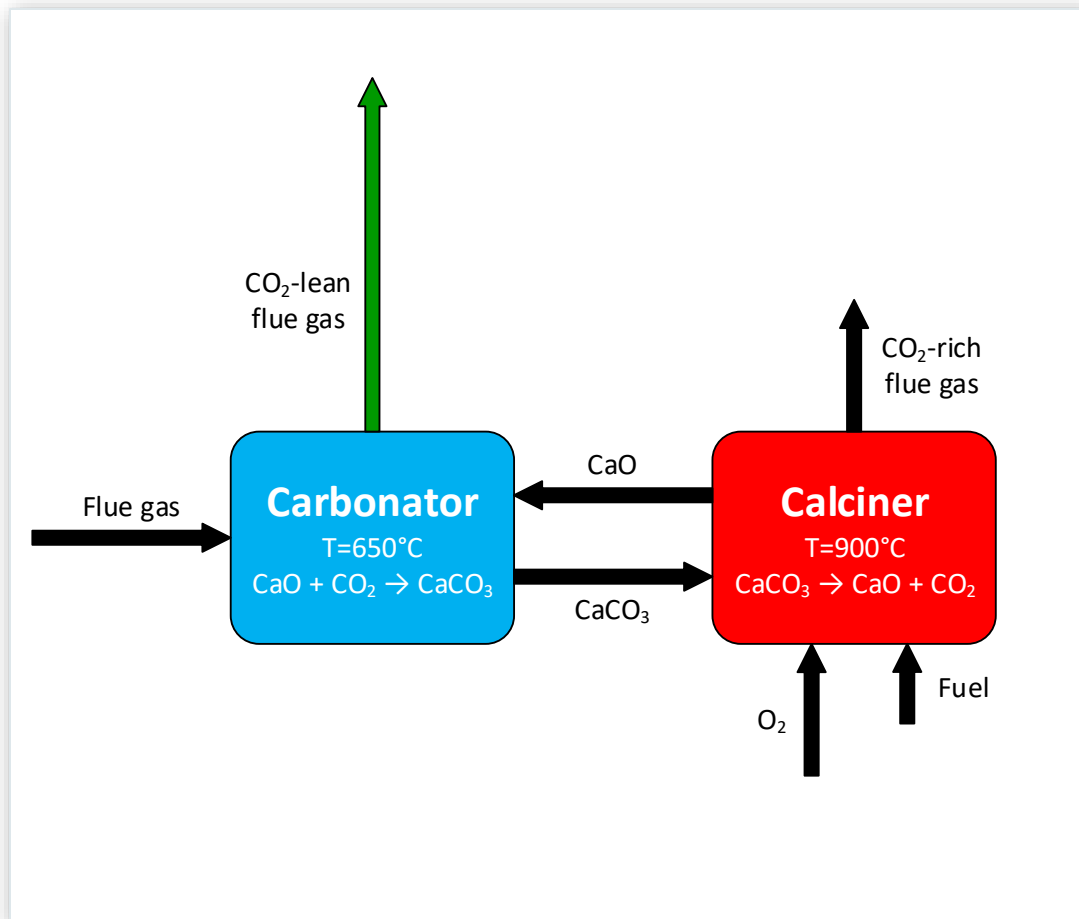 CO₂-lean
flue gas
CO₂-rich
flue gas
CaO
Flue gas
Carbonator
T=650°C
CaO + CO₂ → CaCO₃
Calciner
T=900°C
CaCO₃ → CaO + CO₂
CaCO₃
Fuel
O₂